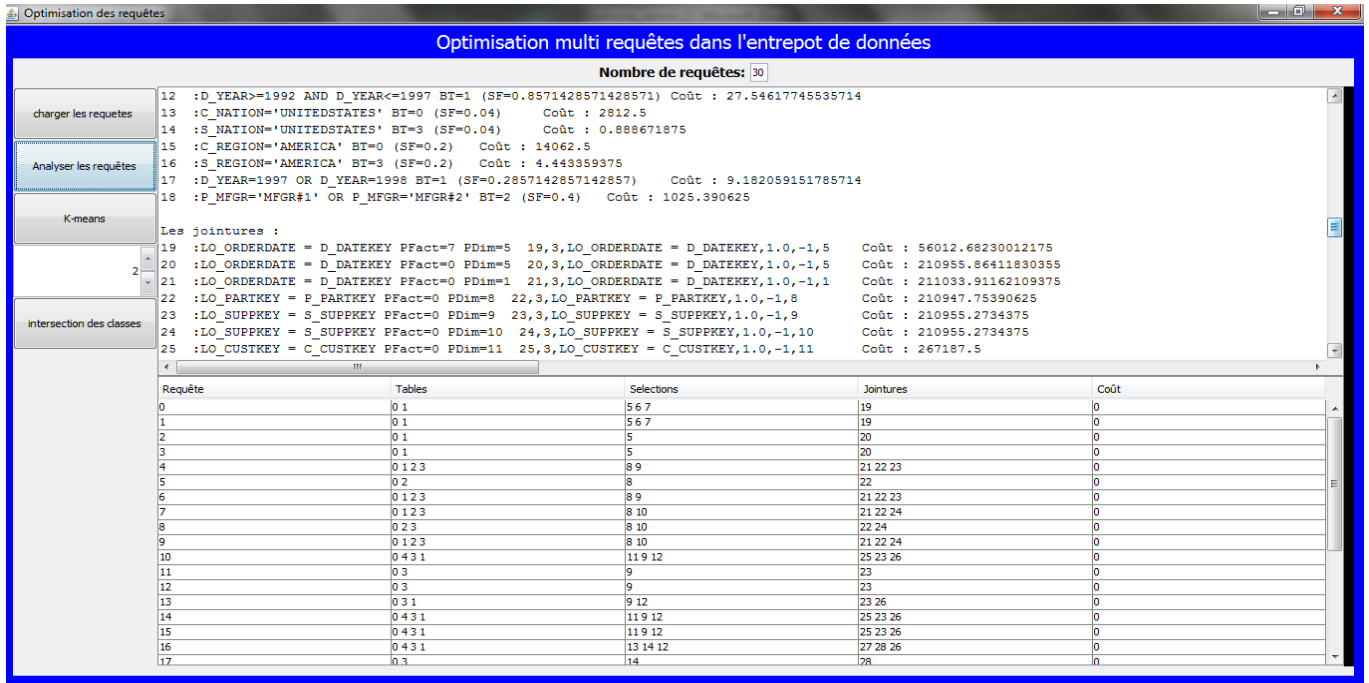 Optimisation des requêtes
Optimisation multi requêtes dans l'entrepot de données
Nombre de requêtes: 30
charger les requetes
Analyser les requêtes
K-means
2
intersection des classes
12 :D_YEAR>=1992 AND D_YEAR<=1997 BT=1 (SF=0.8571428571428571) Coût : 27.54617745535714
13 :C_NATION='UNITEDSTATES' BT=0 (SF=0.04) Coût : 2812.5
14 :S_NATION='UNITEDSTATES' BT=3 (SF=0.04) Coût : 0.888671875
15 :C_REGION='AMERICA' BT=0 (SF=0.2) Coût : 14062.5
16 :S_REGION='AMERICA' BT=3 (SF=0.2) Coût : 4.443359375
17 :D_YEAR=1997 OR D_YEAR=1998 BT=1 (SF=0.2857142857142857) Coût : 9.182059151785714
18 :P_MFGR='MFGR#1' OR P_MFGR='MFGR#2' BT=2 (SF=0.4) Coût : 1025.390625
Les jointures :
19 :LO_ORDERDATE = D_DATEKEY PFact=7 PDim=5 19,3,LO_ORDERDATE = D_DATEKEY,1.0,-1,5 Coût : 56012.68230012175
20 :LO_ORDERDATE = D_DATEKEY PFact=0 PDim=5 20,3,LO_ORDERDATE = D_DATEKEY,1.0,-1,5 Coût : 210955.86411830355
21 :LO_ORDERDATE = D_DATEKEY PFact=0 PDim=1 21,3,LO_ORDERDATE = D_DATEKEY,1.0,-1,1 Coût : 211033.91162109375
22 :LO_PARTKEY = P_PARTKEY PFact=0 PDim=8 22,3,LO_PARTKEY = P_PARTKEY,1.0,-1,8 Coût : 210947.75390625
23 :LO_SUPPKEY = S_SUPPKEY PFact=0 PDim=9 23,3,LO_SUPPKEY = S_SUPPKEY,1.0,-1,9 Coût : 210955.2734375
24 :LO_SUPPKEY = S_SUPPKEY PFact=0 PDim=10 24,3,LO_SUPPKEY = S_SUPPKEY,1.0,-1,10 Coût : 210955.2734375
25 :LO_CUSTKEY = C_CUSTKEY PFact=0 PDim=11 25,3,LO_CUSTKEY = C_CUSTKEY,1.0,-1,11 Coût : 267187.5
Requête Tables Selections Jointures Coût
0 0 1 5 6 7 19 0
1 0 1 5 6 7 19 0
2 0 1 5 20 0
3 0 1 5 20 0
4 0 1 2 3 8 9 21 22 23 0
5 0 2 8 22 0
6 0 1 2 3 8 9 21 22 23 0
7 0 1 2 3 8 10 21 22 24 0
8 0 2 3 8 10 22 24 0
9 0 1 2 3 8 10 21 22 24 0
10 0 4 3 1 11 9 12 25 23 26 0
11 0 3 9 23 0
12 0 3 9 23 0
13 0 3 1 9 12 23 26 0
14 0 4 3 1 11 9 12 25 23 26 0
15 0 4 3 1 11 9 12 25 23 26 0
16 0 4 3 1 13 14 12 27 28 26 0
17 0 3 14 28 0